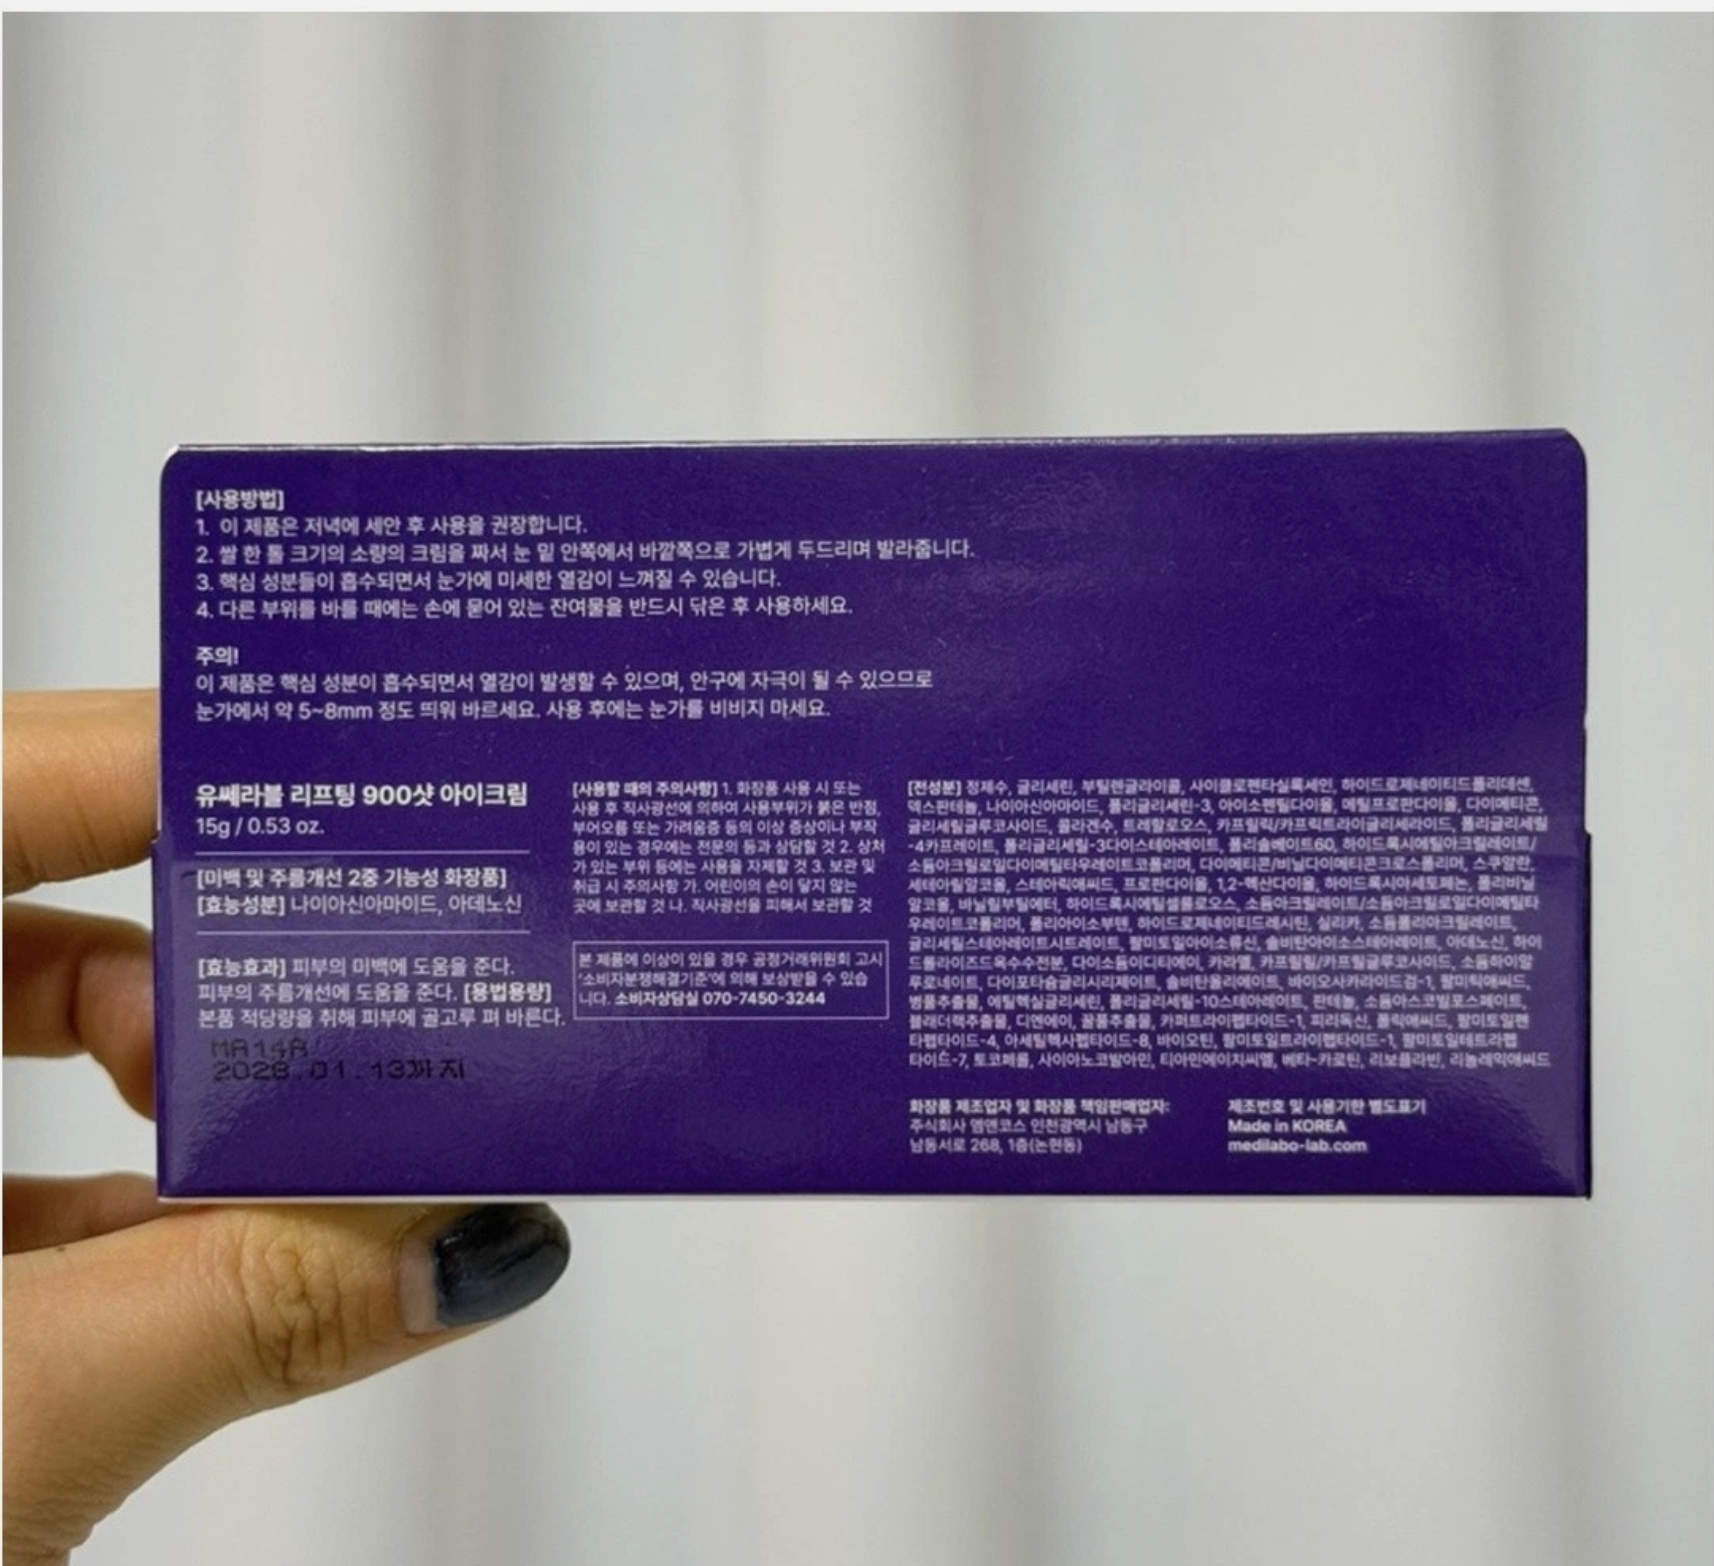 [사용방법]
1. 이 제품은 저녁에 세안 후 사용을 권장합니다.
2. 쌀 한 톨 크기의 소량의 크림을 짜서 눈 밑 안쪽에서 바깥쪽으로 가볍게 두드리며 발라줍니다.
3. 핵심 성분들이 흡수되면서 눈가에 미세한 열감이 느껴질 수 있습니다.
4. 다른 부위를 바를 때에는 손에 묻어 있는 잔여물을 반드시 닦은 후 사용하세요.
주의!
이 제품은 핵심 성분이 흡수되면서 열감이 발생할 수 있으며, 안구에 자극이 될 수 있으므로
눈가에서 약 5~8mm 정도 띄워 바르세요. 사용 후에는 눈가를 비비지 마세요.
유쎄라블 리프팅 900샷 아이크림
15g / 0.53 oz.
[미백 및 주름개선 2중 기능성 화장품]
[효능성분] 나이아신아마이드, 아데노신
[효능효과] 피부의 미백에 도움을 준다.
피부의 주름개선에 도움을 준다. [용법용량]
본품 적당량을 취해 피부에 골고루 펴 바른다.
MA14A
2028.01.13까지
[사용할 때의 주의사항] 1. 화장품 사용 시 또는
사용 후 직사광선에 의하여 사용부위가 붉은 반점,
부어오름 또는 가려움증 등의 이상 증상이나 부작
용이 있는 경우에는 전문의 등과 상담할 것 2. 상처
가 있는 부위 등에는 사용을 자제할 것 3. 보관 및
취급 시 주의사항 가. 어린이의 손이 닿지 않는
곳에 보관할 것 나. 직사광선을 피해서 보관할 것
본 제품에 이상이 있을 경우 공정거래위원회 고시
'소비자분쟁해결기준'에 의해 보상받을 수 있습
니다. 소비자상담실 070-7450-3244
[전성분] 정제수, 글리세린, 부틸렌글라이콜, 사이클로펜타실록세인, 하이드로제네이티드폴리데센,
덱스판테놀, 나이아신아마이드, 폴리글리세린-3, 아이소펜틸다이올, 메틸프로판다이올, 다이메티콘,
글리세릴글루코사이드, 콜라겐수, 트레할로오스, 카프릴릭/카프릭트라이글리세라이드, 폴리글리세릴
-4카프레이트, 폴리글리세릴-3다이스테아레이트, 폴리솔베이트60, 하이드록시에틸아크릴레이트/
소듐아크릴로일다이메틸타우레이트코폴리머, 다이메티콘/비닐다이메티콘크로스폴리머, 스쿠알란,
세테아릴알코올, 스테아릭애씨드, 프로판다이올, 1,2-헥산다이올, 하이드록시아세토페논, 폴리비닐
알코올, 바닐릴부틸에터, 하이드록시에틸셀룰로오스, 소듐아크릴레이트/소듐아크릴로일다이메틸타
우레이트코폴리머, 폴리아이소부텐, 하이드로제네이티드레시틴, 실리카, 소듐폴리아크릴레이트,
글리세릴스테아레이트시트레이트, 팔미토일아이소류신, 솔비탄아이소스테아레이트, 아데노신, 하이
드롤라이즈드옥수수전분, 다이소듐이디티에이, 카라멜, 카프릴릴/카프릴글루코사이드, 소듐하이알
루로네이트, 다이포타슘글리시리제이트, 솔비탄올리에이트, 바이오사카라이드검-1, 팔미틱애씨드,
병풀추출물, 에틸헥실글리세린, 폴리글리세릴-10스테아레이트, 판테놀, 소듐아스코빌포스페이트,
블래더랙추출물, 디엔에이, 꿀풀추출물, 카퍼트라이펩타이드-1, 피리독신, 폴릭애씨드, 팔미토일펜
타펩타이드-4, 아세틸헥사펩타이드-8, 바이오틴, 팔미토일트라이펩타이드-1, 팔미토일테트라펩
타이드-7, 토코페롤, 사이아노코발아민, 티아민에이치씨엘, 베타-카로틴, 리보플라빈, 리놀레익애씨드
화장품 제조업자 및 화장품 책임판매업자:
주식회사 엠앤코스 인천광역시 남동구
남동서로 268, 1층(논현동)
제조번호 및 사용기한 별도표기
Made in KOREA
medilabo-lab.com